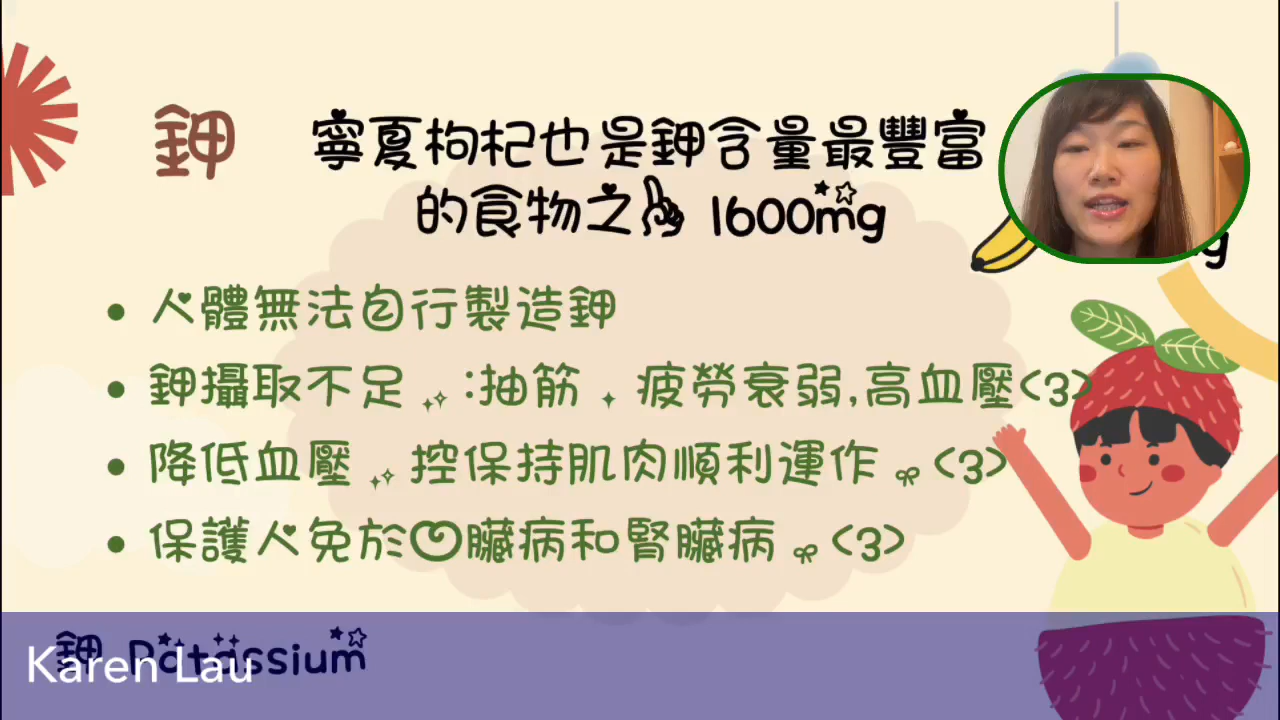 鉀
寧夏枸杞也是鉀含量最豐富
的食物之一 1600mg
g
• 人體無法自行製造鉀
• 鉀攝取不足，:抽筋，疲勞衰弱,高血壓<3>
• 降低血壓，控保持肌肉順利運作。<3>
• 保護人免於心臟病和腎臟病。<3>
鉀 Potassium
Karen Lau